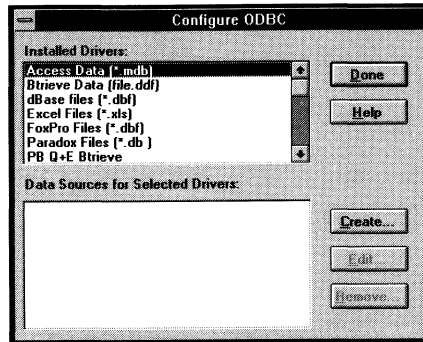 Configure ODBC
Installed Drivers:
Access Data (*.mdb)
Btrieve Data (file.ddf)
dBase files (*.dbf)
Excel Files (*.xls)
FoxPro Files (*.dbf)
Paradox Files (*.db )
PB Q+E Btrieve
Done
Help
Data Sources for Selected Drivers:
Create...
Edit...
Remove...